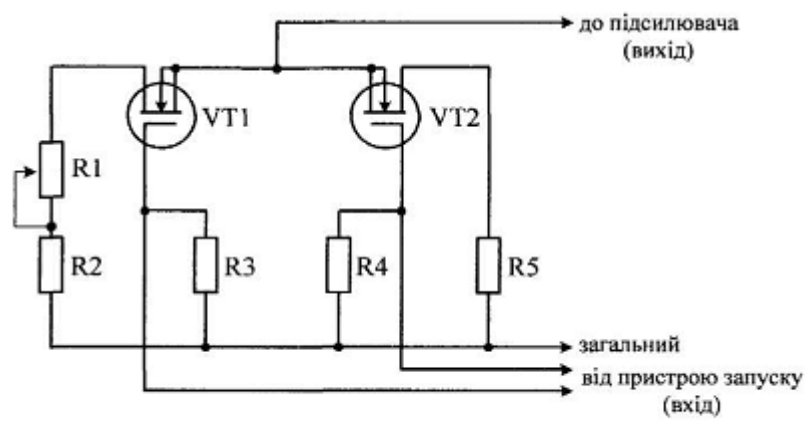 до підсилювача
(вихід)
VT1
VT2
R1
R2
R3
R4
R5
загальний
від пристрою запуску
(вхід)